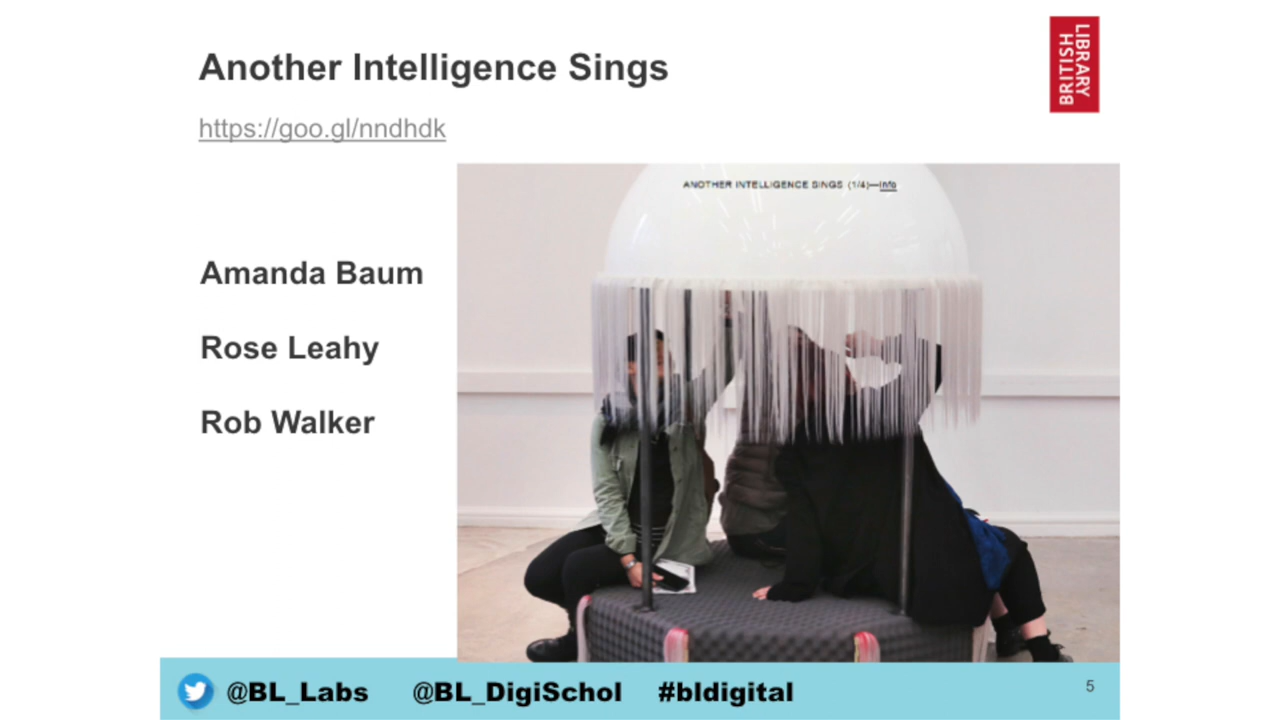 Another Intelligence Sings
LIBRARY
BRITISH
https://goo.gl/nndhdk
ANOTHER INTELLIGENCE SINGS (1/4)—Info
Amanda Baum
Rose Leahy
Rob Walker
@BL_Labs @BL_DigiSchol #bldigital
5